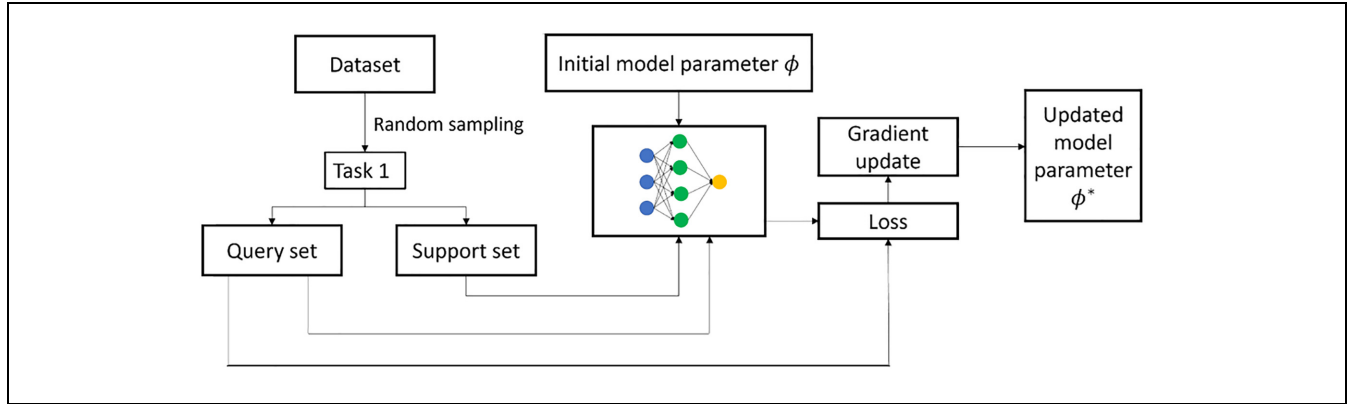 Dataset
Initial model parameter ϕ
Random sampling
Task 1
Query set
Support set
Gradient
update
Loss
Updated
model
parameter
ϕ*